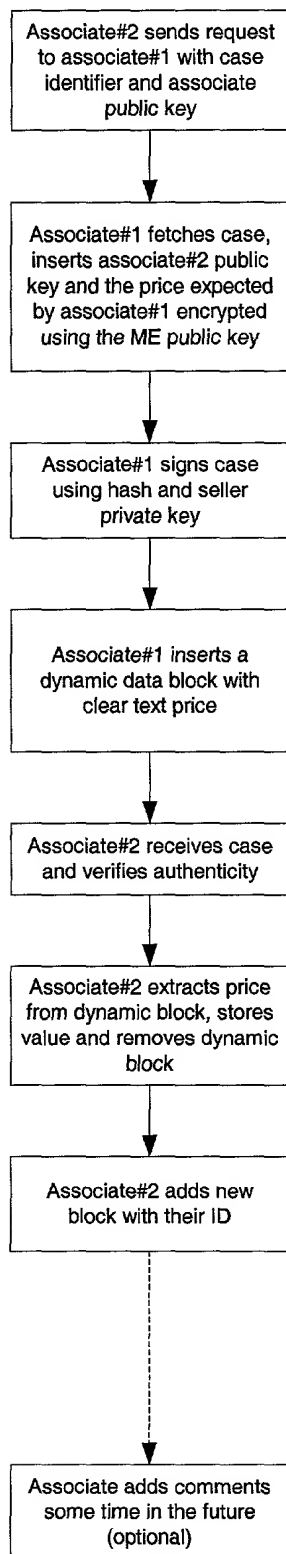 Associate#2 sends request
to associate#1 with case
identifier and associate
public key
Associate#1 fetches case,
inserts associate#2 public
key and the price expected
by associate#1 encrypted
using the ME public key
Associate#1 signs case
using hash and seller
private key
Associate#1 inserts a
dynamic data block with
clear text price
Associate#2 receives case
and verifies authenticity
Associate#2 extracts price
from dynamic block, stores
value and removes dynamic
block
Associate#2 adds new
block with their ID
Associate adds comments
some time in the future
(optional)